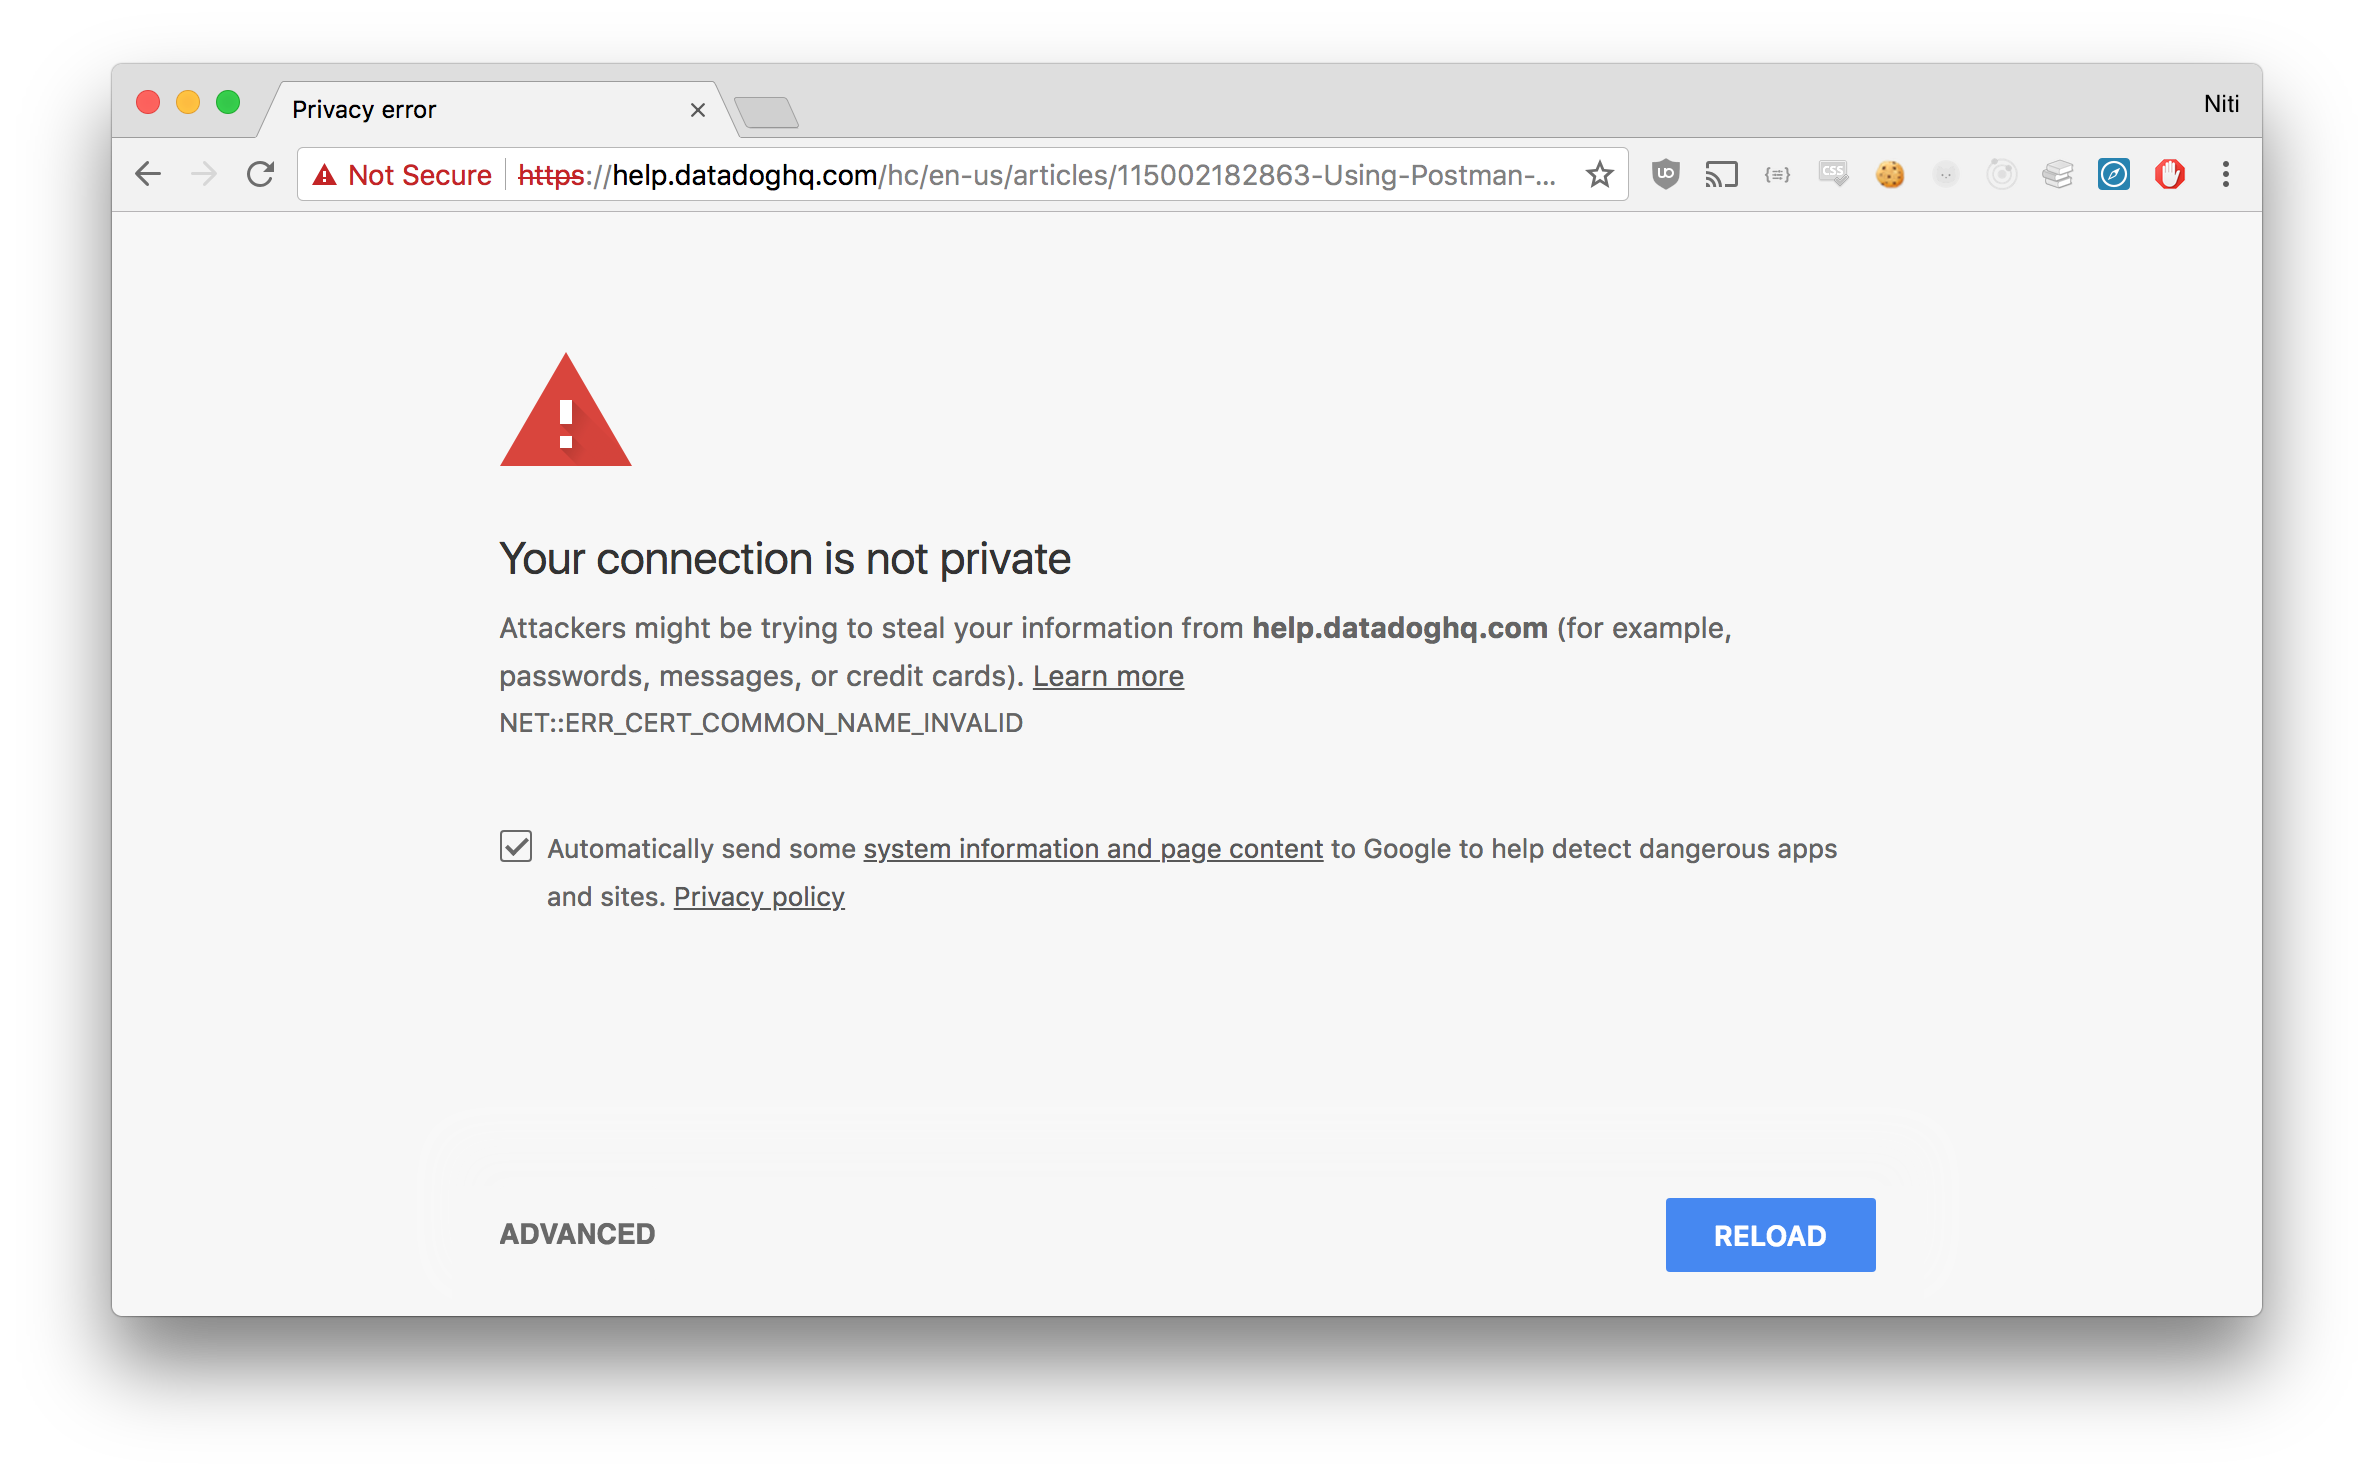 Privacy error
Niti
Not Secure https://help.datadoghq.com/hc/en-us/articles/115002182863-Using-Postman-...
Your connection is not private
Attackers might be trying to steal your information from help.datadoghq.com (for example,
passwords, messages, or credit cards). Learn more
NET::ERR_CERT_COMMON_NAME_INVALID
Automatically send some system information and page content to Google to help detect dangerous apps
and sites. Privacy policy
ADVANCED
RELOAD